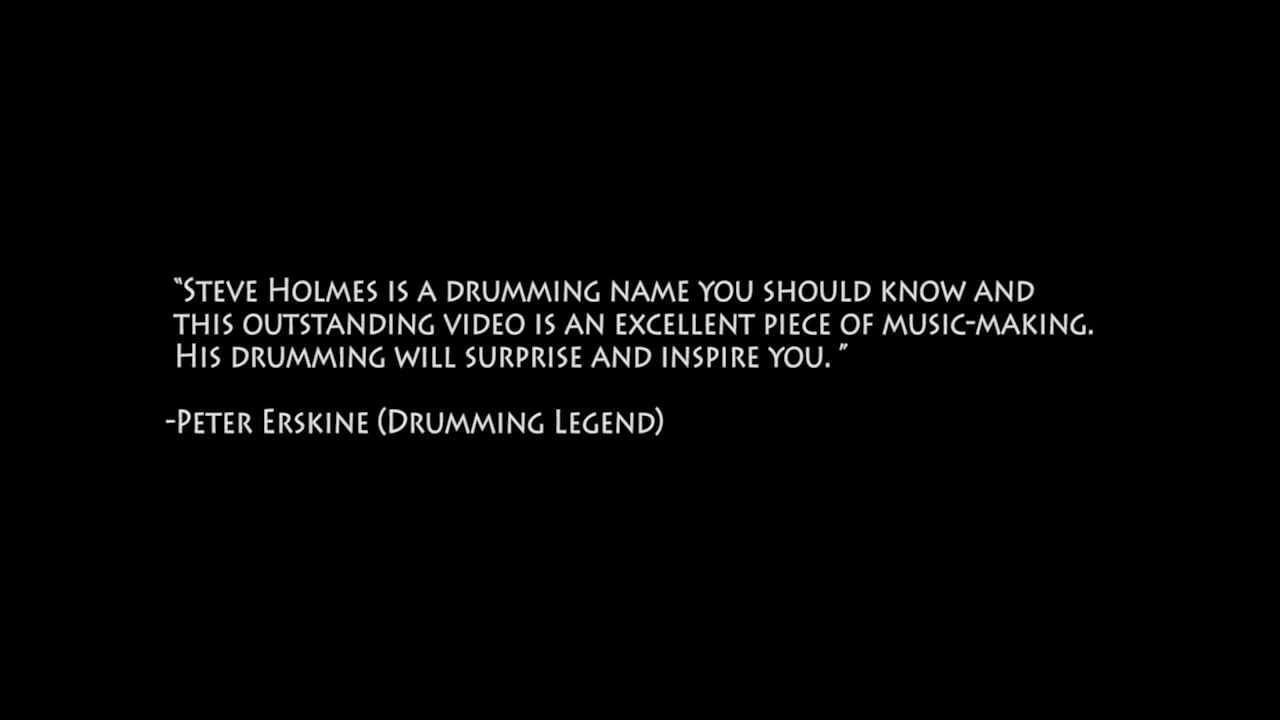 "Steve Holmes is a drumming name you should know and
this outstanding video is an excellent piece of music-making.
His drumming will surprise and inspire you. "
-Peter Erskine (Drumming Legend)